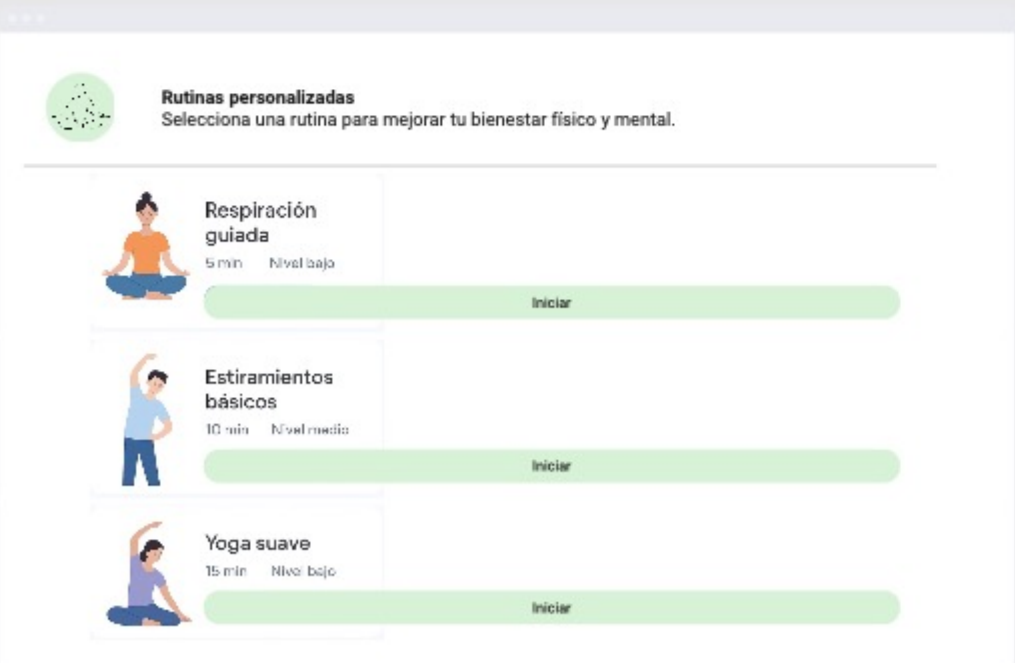 Rutinas personalizadas
Selecciona una rutina para mejorar tu bienestar físico y mental.
Respiración
guiada
5 min Nivel bajo
Iniciar
Estiramientos
básicos
10 min Nivel medio
Iniciar
Yoga suave
15 min Nivel bajo
Iniciar